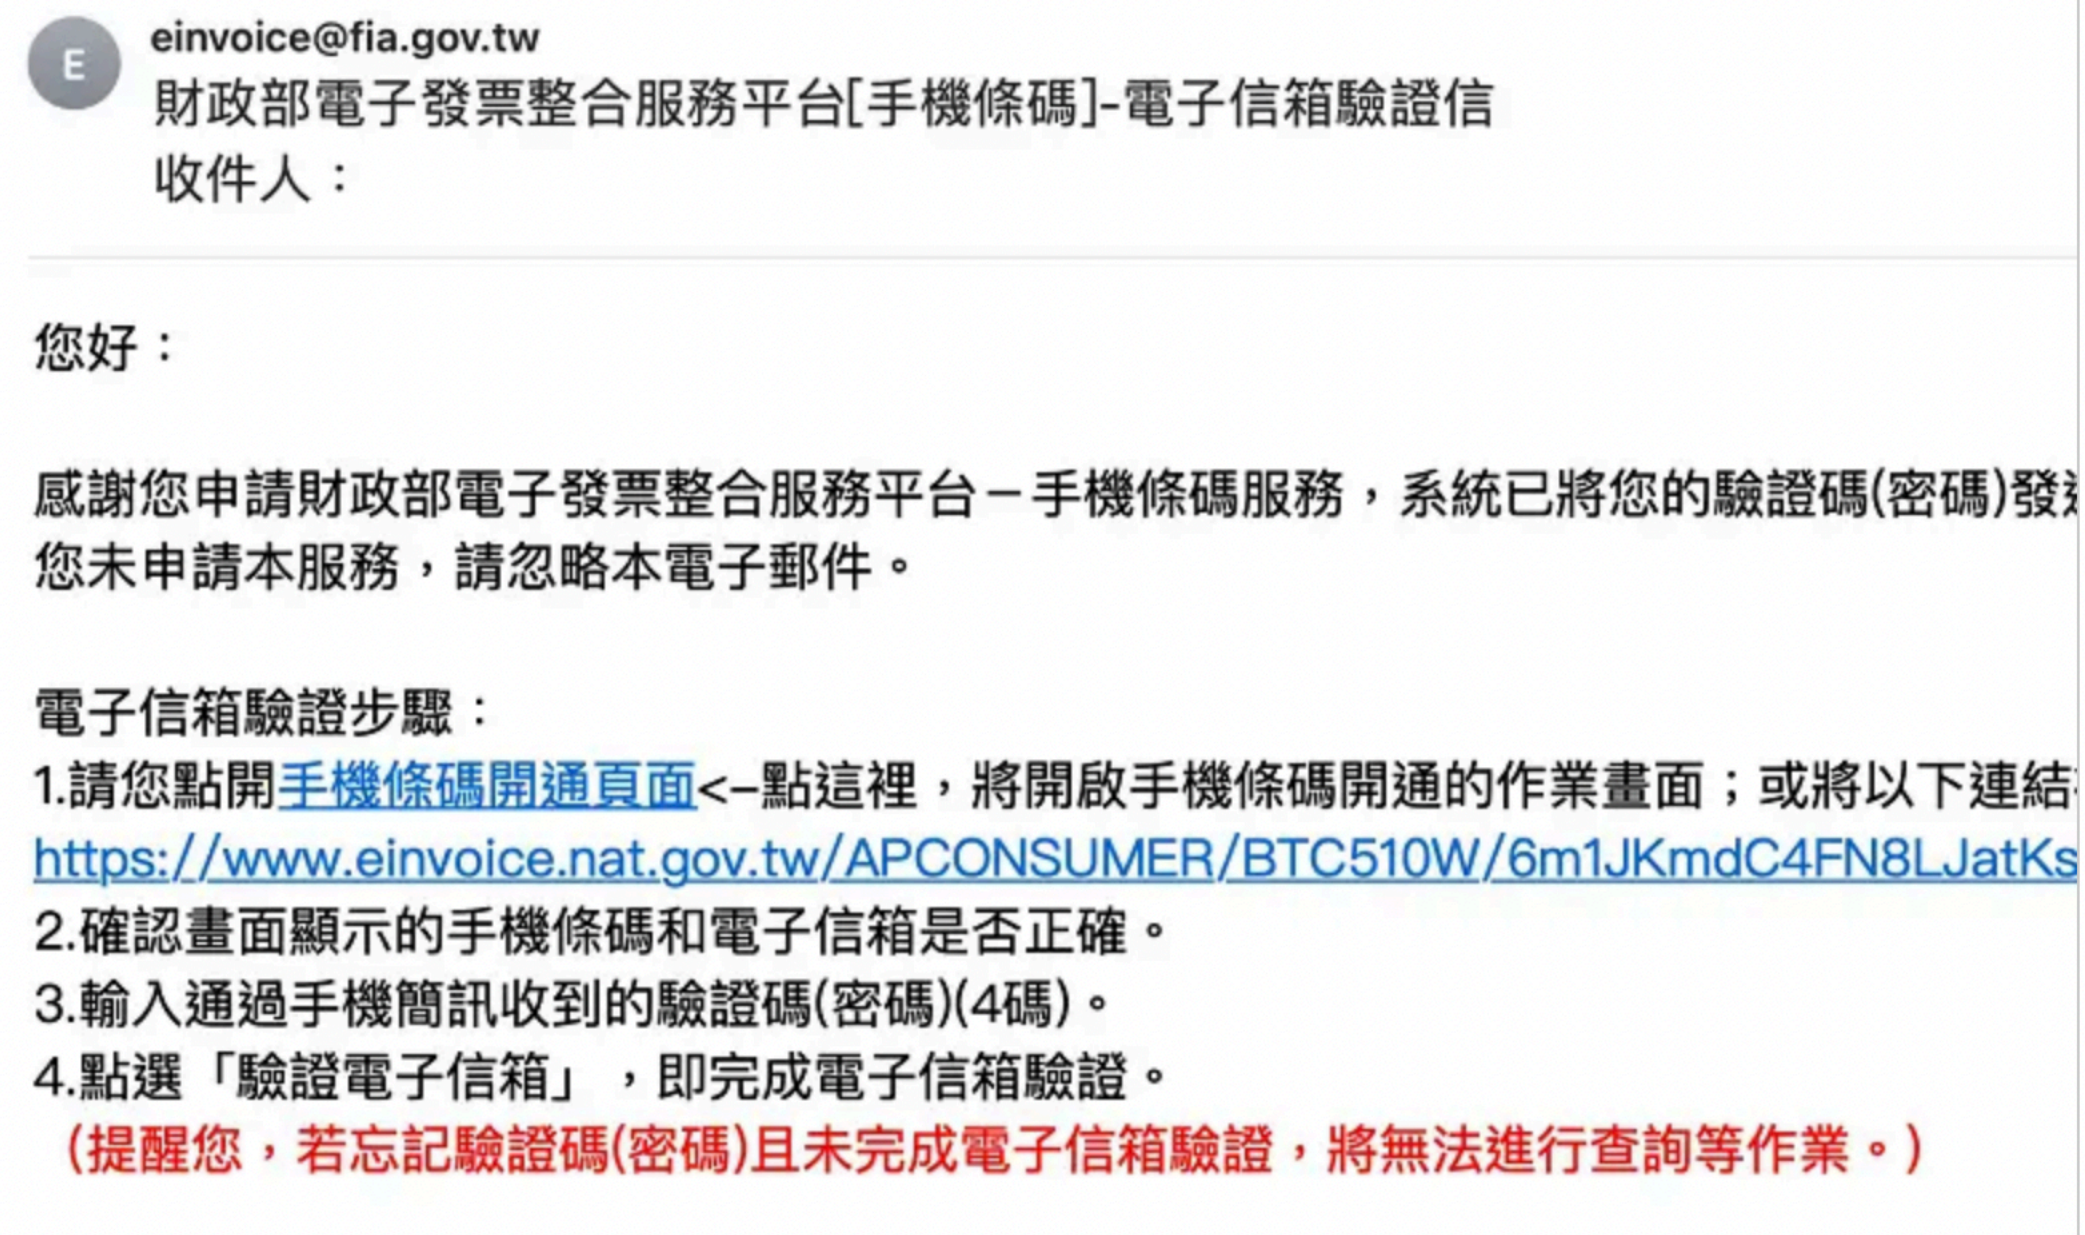 E
einvoice@fia.gov.tw
財政部電子發票整合服務平台[手機條碼]-電子信箱驗證信
收件人：
您好：
感謝您申請財政部電子發票整合服務平台－手機條碼服務，系統已將您的驗證碼(密碼)發
您未申請本服務，請忽略本電子郵件。
電子信箱驗證步驟：
1.請您點開手機條碼開通頁面<–點這裡，將開啟手機條碼開通的作業畫面；或將以下連結
https://www.einvoice.nat.gov.tw/APCONSUMER/BTC510W/6m1JKmdC4FN8LJatKs
2.確認畫面顯示的手機條碼和電子信箱是否正確。
3.輸入通過手機簡訊收到的驗證碼(密碼)(4碼)。
4.點選「驗證電子信箱」，即完成電子信箱驗證。
(提醒您，若忘記驗證碼(密碼)且未完成電子信箱驗證，將無法進行查詢等作業。)